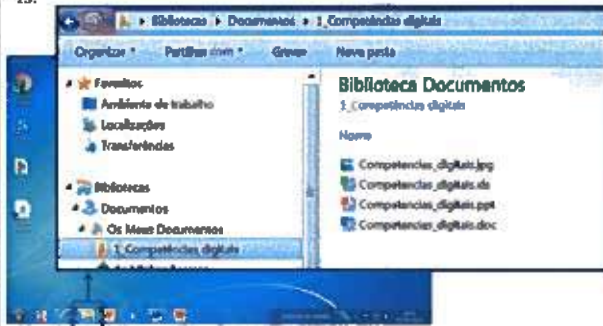 Bibliotecas Documentos 1_Competências digitais
Organizar Partilhar com Gravar Nova pasta
Favoritos
Ambiente de trabalho
Localizações
Transferências
Bibliotecas
Documentos
Os Meus Documentos
1_Competências digitais
Biblioteca Documentos
1_Competências digitais
Nome
Competencias_digitais.jpg
Competencias_digitais.xls
Competencias_digitais.ppt
Competencias_digitais.doc